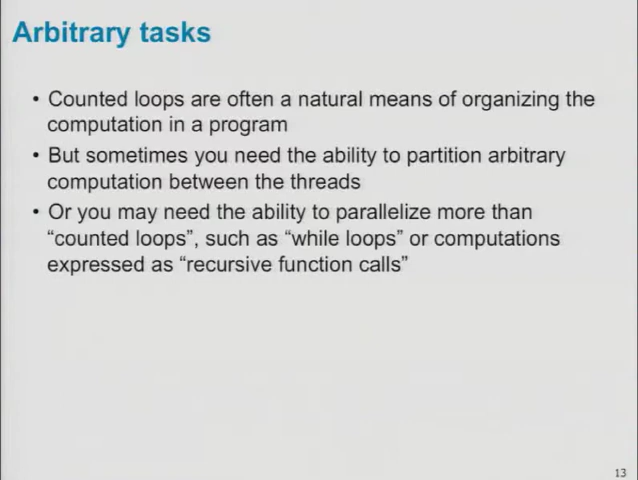 Arbitrary tasks
• Counted loops are often a natural means of organizing the
computation in a program
• But sometimes you need the ability to partition arbitrary
computation between the threads
• Or you may need the ability to parallelize more than
“counted loops”, such as “while loops” or computations
expressed as “recursive function calls”
13